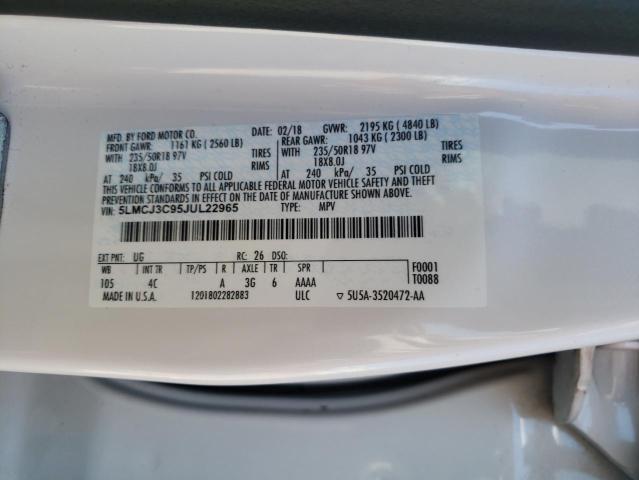 MFD. BY FORD MOTOR CO. DATE: 02/18 GVWR: 2195 KG ( 4840 LB)
FRONT GAWR: 1161 KG ( 2560 LB) REAR GAWR: 1043 KG ( 2300 LB)
WITH 235/50R18 97V TIRES WITH 235/50R18 97V TIRES
18X8.0J RIMS 18X8.0J RIMS
AT 240 kPa/ 35 PSI COLD AT 240 kPa/ 35 PSI COLD
THIS VEHICLE CONFORMS TO ALL APPLICABLE FEDERAL MOTOR VEHICLE SAFETY AND THEFT
PREVENTION STANDARDS IN EFFECT ON THE DATE OF MANUFACTURE SHOWN ABOVE.
VIN: 5LMCJ3C95JUL22965 TYPE: MPV
EXT PNT: UG RC: 26 DSO: F0001
WB INT TR TP/PS R AXLE TR SPR T0088
105 4C A 3G 6 AAAA
MADE IN U.S.A. 1201802282883 ULC ▽ 5U5A-3520472-AA